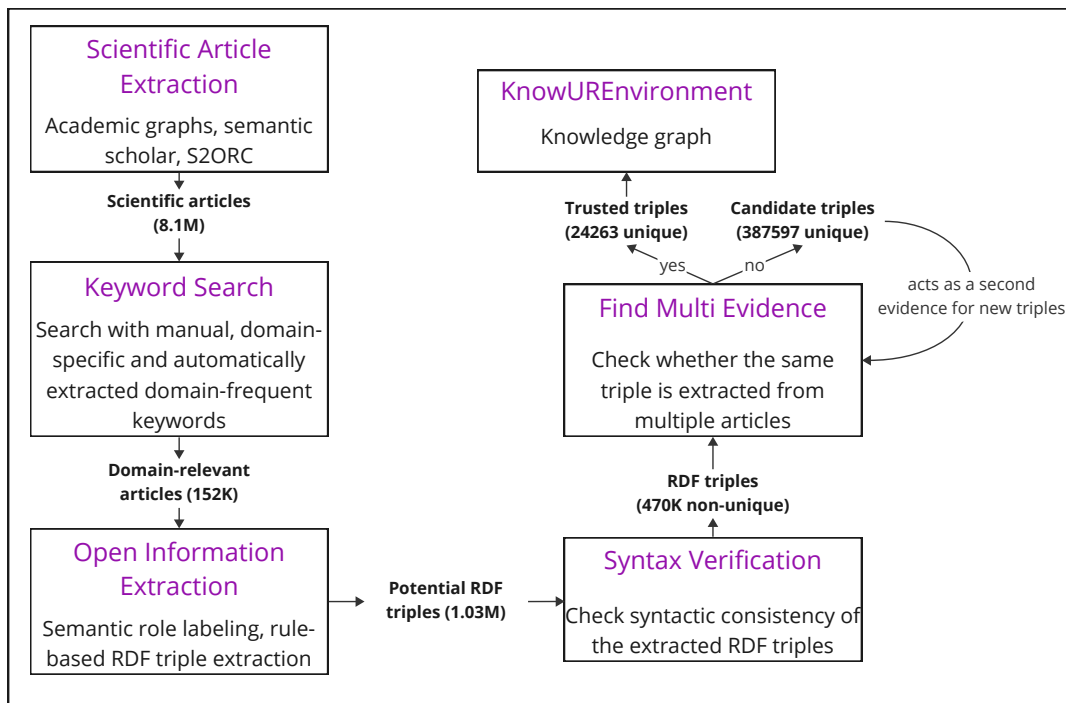 Scientific Article
Extraction
Academic graphs, semantic
scholar, S2ORC
Scientific articles
(8.1M)
Keyword Search
Search with manual, domain-
specific and automatically
extracted domain-frequent
keywords
Domain-relevant
articles (152K)
Open Information
Extraction
Semantic role labeling, rule-
based RDF triple extraction
Potential RDF
triples (1.03M)
Syntax Verification
Check syntactic consistency of
the extracted RDF triples
RDF triples
(470K non-unique)
Find Multi Evidence
Check whether the same
triple is extracted from
multiple articles
yes
no
Trusted triples
(24263 unique)
Candidate triples
(387597 unique)
acts as a second
evidence for new triples
KnowUREnvironment
Knowledge graph